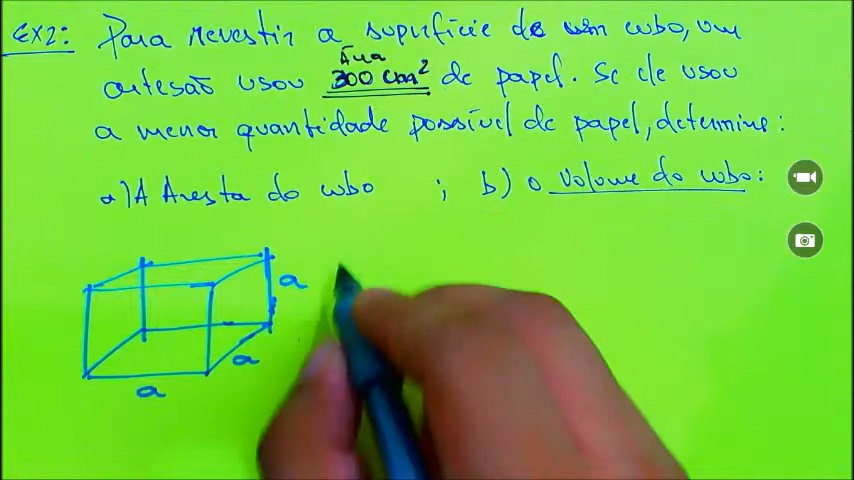 EX2: Para revestir a superfície de um cubo, um
Área
artesão usou 300 cm² de papel. Se ele usou
a menor quantidade possível de papel, determine:
a) A Aresta do cubo ; b) o volume do cubo:
a
a
a